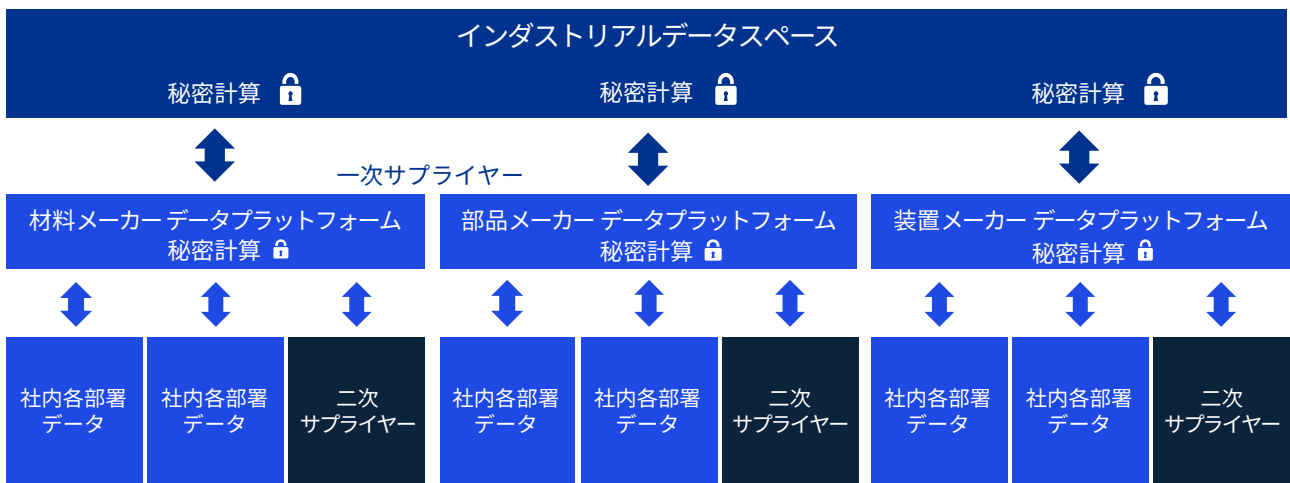 インダストリアルデータスペース
秘密計算
秘密計算
秘密計算
一次サプライヤー
材料メーカー データプラットフォーム
秘密計算
部品メーカー データプラットフォーム
秘密計算
装置メーカー データプラットフォーム
秘密計算
社内各部署
データ
社内各部署
データ
二次
サプライヤー
社内各部署
データ
社内各部署
データ
二次
サプライヤー
社内各部署
データ
社内各部署
データ
二次
サプライヤー